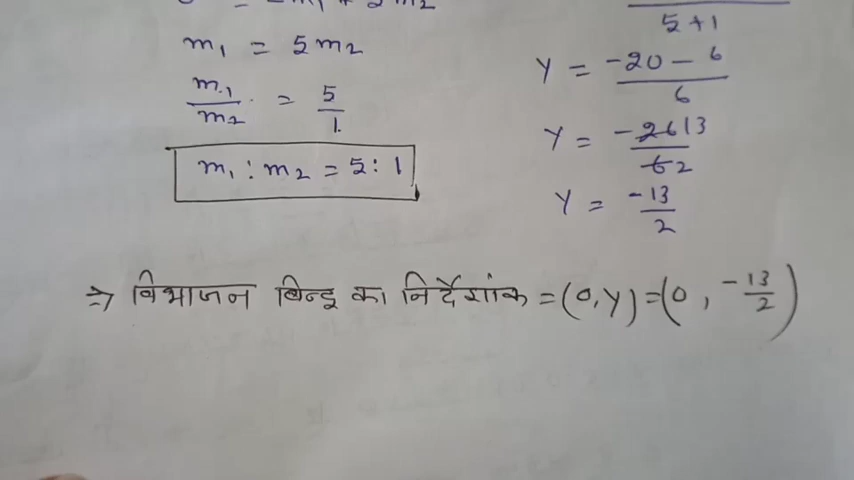 m₁ = 5m₂
m₁/m₂ = 5/1
m₁ : m₂ = 5 : 1
5+1
Y = -20 - 6 / 6
Y = -26 13 / 6 2
Y = -13/2
⇒ विभाजन बिन्दू का निर्देशांक = (0, Y) = (0, -13/2)